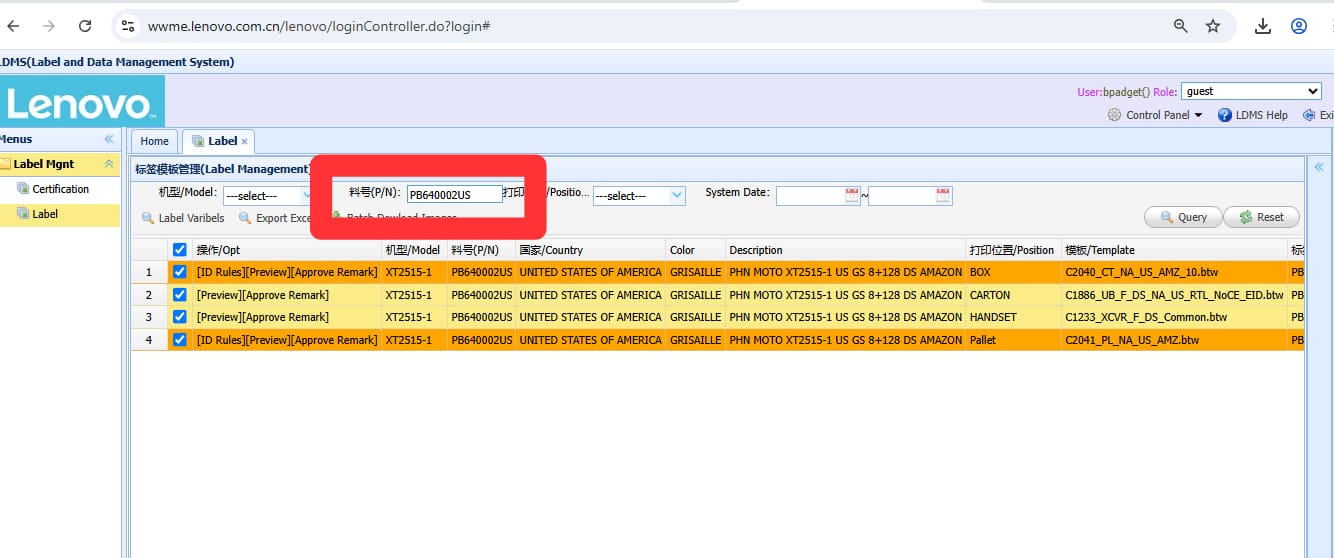 wwme.lenovo.com.cn/lenovo/loginController.do?login#
LDMS(Label and Data Management System)
Lenovo™
User:bpadget() Role: guest
Control Panel LDMS Help
Menus
Home Label ×
Label Mgnt
Certification
Label
标签模板管理(Label Management)
机型/Model: ---select--- 料号(P/N): PB640002US 打印 /Positio... ---select--- System Date: ~
Label Varibels Export Batch Dowload Images Query Reset
操作/Opt 机型/Model 料号(P/N) 国家/Country Color Description 打印位置/Position 模板/Template
1 [ID Rules][Preview][Approve Remark] XT2515-1 PB640002US UNITED STATES OF AMERICA GRISAILLE PHN MOTO XT2515-1 US GS 8+128 DS AMAZON BOX C2040_CT_NA_US_AMZ_10.btw PB
2 [Preview][Approve Remark] XT2515-1 PB640002US UNITED STATES OF AMERICA GRISAILLE PHN MOTO XT2515-1 US GS 8+128 DS AMAZON CARTON C1886_UB_F_DS_NA_US_RTL_NoCE_EID.btw PB
3 [Preview][Approve Remark] XT2515-1 PB640002US UNITED STATES OF AMERICA GRISAILLE PHN MOTO XT2515-1 US GS 8+128 DS AMAZON HANDSET C1233_XCVR_F_DS_Common.btw PB
4 [ID Rules][Preview][Approve Remark] XT2515-1 PB640002US UNITED STATES OF AMERICA GRISAILLE PHN MOTO XT2515-1 US GS 8+128 DS AMAZON Pallet C2041_PL_NA_US_AMZ.btw PB